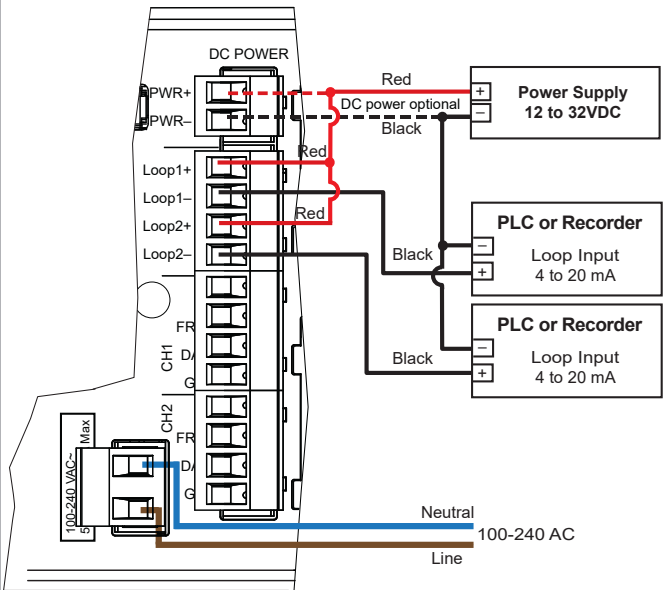 DC POWER
PWR+
PWR–
Red
DC power optional
Black
Power Supply
12 to 32VDC
+
–
Loop1+
Loop1–
Loop2+
Loop2–
Red
Red
Black
PLC or Recorder
Loop Input
4 to 20 mA
–
+
Black
PLC or Recorder
Loop Input
4 to 20 mA
–
+
CH1
FR
G
CH2
FR
G
100-240 VAC~
Max
Neutral
100-240 AC
Line